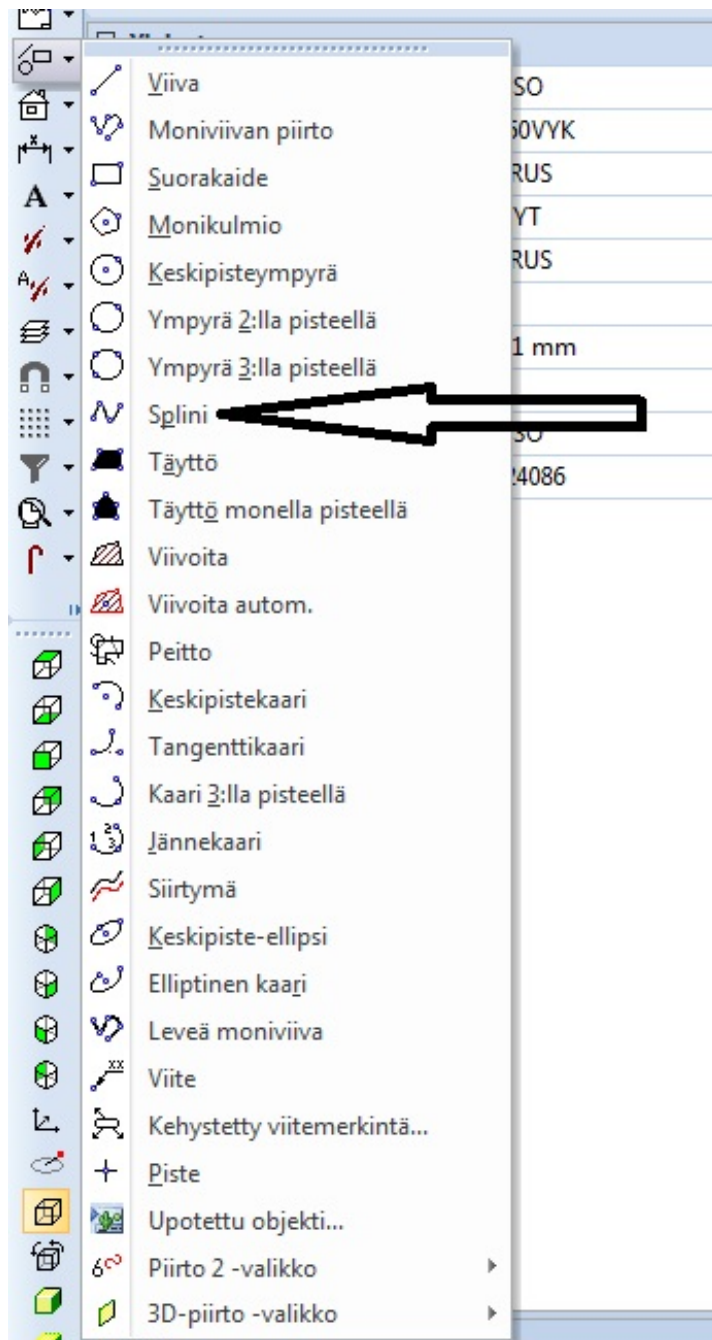 SO
Viiva
60VYK
Moniviivan piirto
RUS
Suorakaide
YT
Monikulmio
RUS
Keskipisteympyrä
Ympyrä 2:lla pisteellä
1 mm
Ympyrä 3:lla pisteellä
Splini
Täyttö
24086
Täyttö monella pisteellä
Viivoita
Viivoita autom.
Peitto
Keskipistekaari
Tangenttikaari
Kaari 3:lla pisteellä
Jännekaari
Siirtymä
Keskipiste-ellipsi
Elliptinen kaari
Leveä moniviiva
Viite
Kehystetty viitemerkintä...
Piste
Upotettu objekti...
Piirto 2 -valikko
3D-piirto -valikko